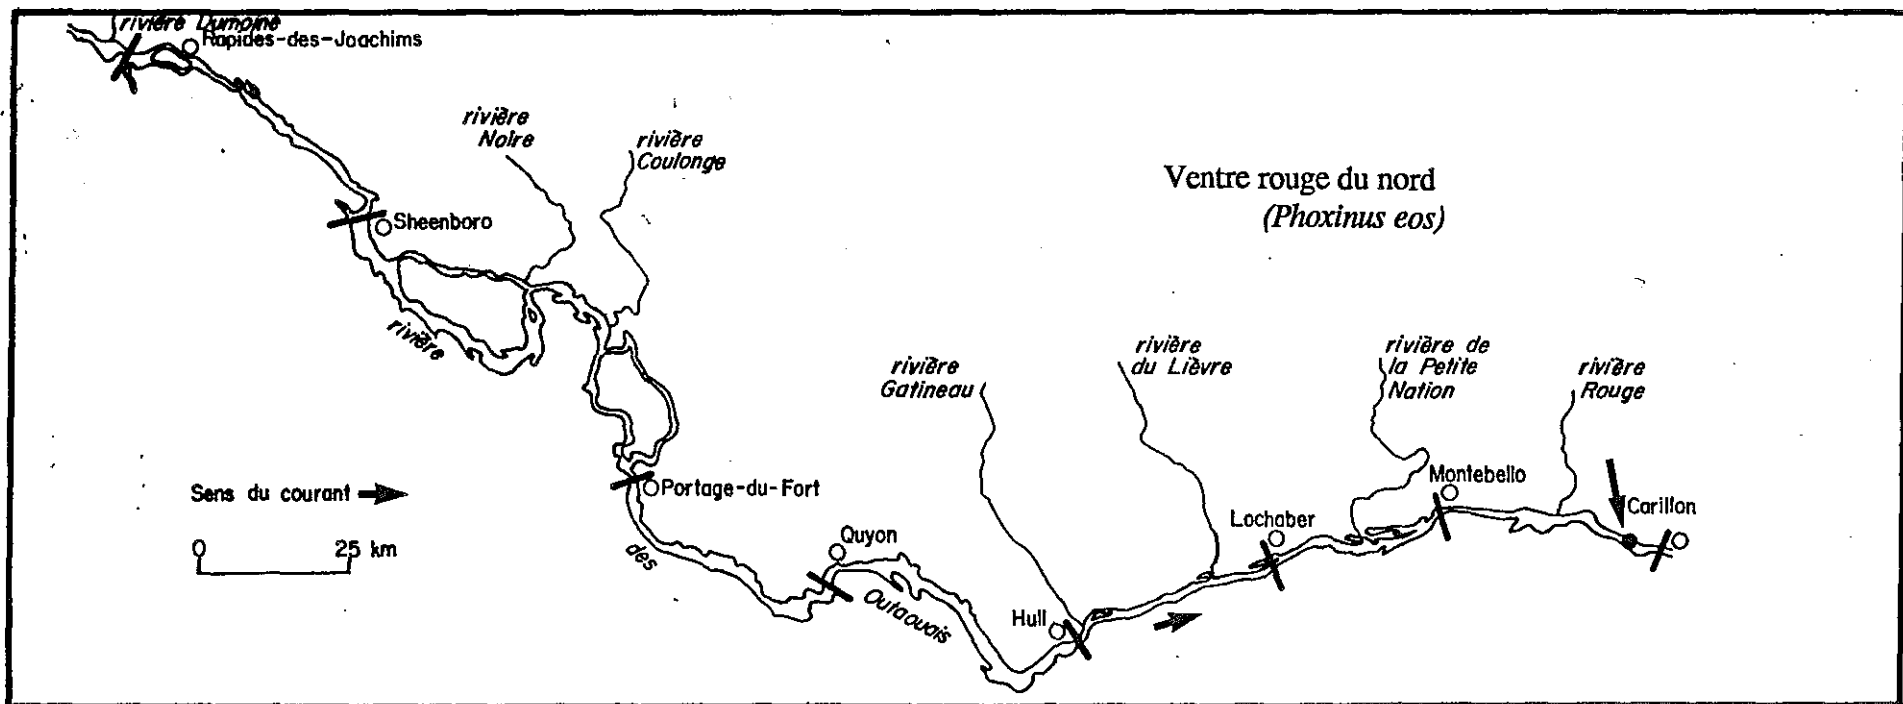 rivière Dumoine
Rapides-des-Joachims
rivière
Noire
rivière
Coulonge
Ventre rouge du nord
(Phoxinus eos)
Sheenboro
rivière
rivière
Gatineau
rivière
du Lièvre
rivière de
la Petite
Nation
rivière
Rouge
Sens du courant
Portage-du-Fort
Montebello
Carillon
Lochaber
0 25 km
des
Quyon
Outaouais
Hull